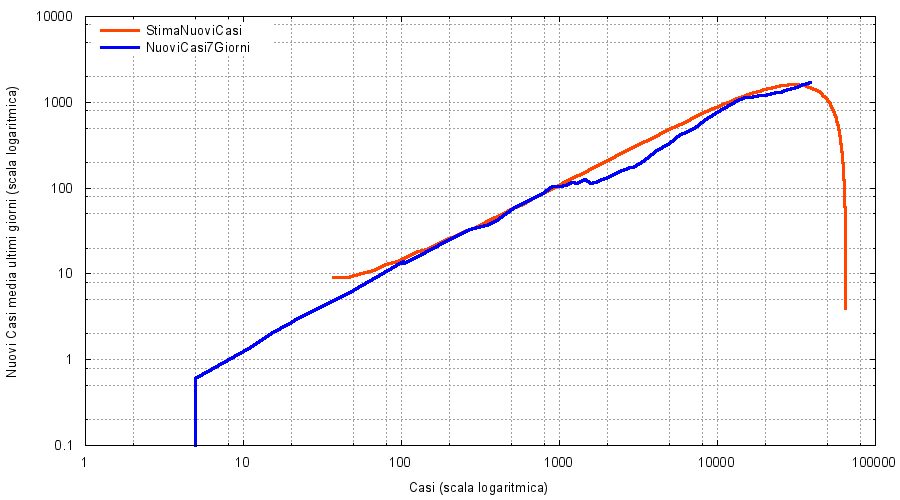 10000
1000
100
10
1
0.1
StimaNuoviCasi
NuoviCasi7Giorni
Nuovi Casi media ultimi giorni (scala logaritmica)
1 10 100 1000 10000 100000
Casi (scala logaritmica)